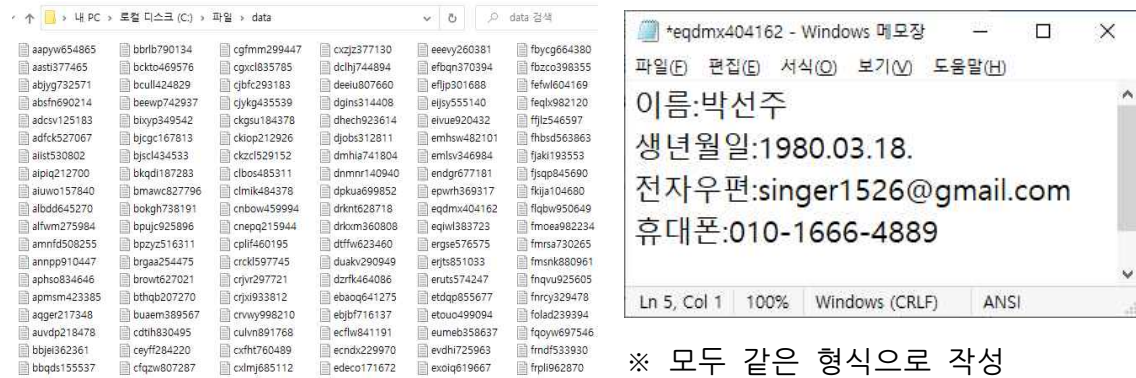 내 PC > 로컬 디스크 (C:) > 파일 > data
data 검색
aapyw654865 bbrlb790134 cgfmm299447 cxzjz377130 eeevy260381 fbycg664380
aasti377465 bckto469576 cgxcl835785 dclhj744894 efbqn370394 fbzco398355
abjyg732571 bcull424829 cjbfc293183 deeiu807660 efljp301688 fefwl604169
absfn690214 beewp742937 cjykg435539 dgins314408 eijsy555140 feqlx982120
adcsv125183 bixyp349542 ckgsu184378 dhech923614 eivue920432 ffjlz546597
adfck527067 bjcgc167813 ckiop212926 djobs312811 emhsw482101 fhbsd563863
aiist530802 bjscl434533 ckzcl529152 dmhia741804 emlsv346984 fjaki193553
aipiq212700 bkqdi187283 clbos485311 dnmnr140940 endgr677181 fjsqp845690
aiuwo157840 bmawc827796 clmik484378 dpkua699852 epwrh369317 fkija104680
albdd645270 bokgh738191 cnbow459994 drknt628718 eqdmx404162 flqbw950649
alfwm275984 bpujc925896 cnepq215944 drkxm360808 eqiwl383723 fmoea982234
amnfd508255 bpzyz516311 cplif460195 dtffw623460 ergse576575 fmrsa730265
annpp910447 brgaa254475 crckl597745 duakv290949 erjts851033 fmsnk880961
aphso834646 browt627021 crjvr297721 dzrfk464086 eruts574247 fnqvu925605
apmsm423385 bthqb207270 crjxi933812 ebaoq641275 etdqp855677 fnrcy329478
aqger217348 buaem389567 crvwy998210 ebjbf716137 etouo499094 folad239394
auvdp218478 cdtih830495 culvn891768 ecflw841191 eumeb358637 fqoyw697546
bbjei362361 ceyff284220 cxfht760489 ecndx229970 evdhi725963 frndf533930
bbqds155537 cfqzw807287 cxlmj685112 edeco171672 exoiq619667 frpli962870
*eqdmx404162 - Windows 메모장
파일(F) 편집(E) 서식(O) 보기(V) 도움말(H)
이름:박선주
생년월일:1980.03.18.
전자우편:singer1526@gmail.com
휴대폰:010-1666-4889
Ln 5, Col 1 100% Windows (CRLF) ANSI
※ 모두 같은 형식으로 작성